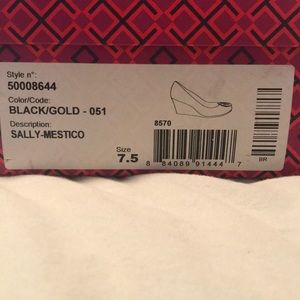 Style n°:
50008644
Color/Code:
BLACK/GOLD - 051
Description:
SALLY-MESTICO
8570
Size
7.5
8 84089 91444 7
BR